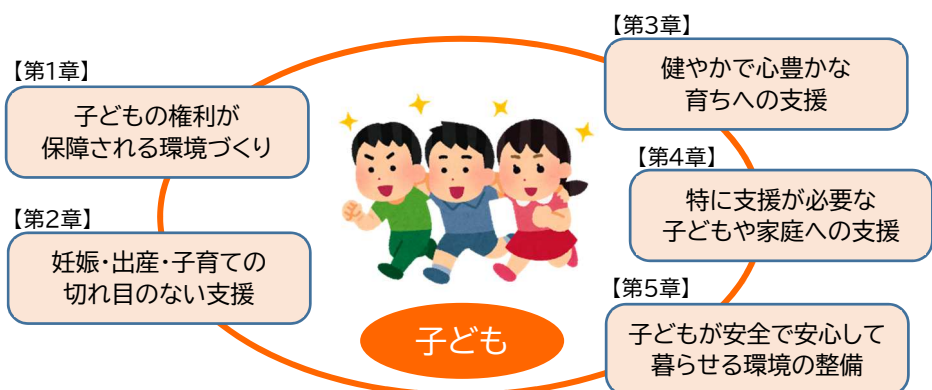 【第1章】
子どもの権利が
保障される環境づくり
【第2章】
妊娠・出産・子育ての
切れ目のない支援
【第3章】
健やかで心豊かな
育ちへの支援
【第4章】
特に支援が必要な
子どもや家庭への支援
【第5章】
子どもが安全で安心して
暮らせる環境の整備
子ども